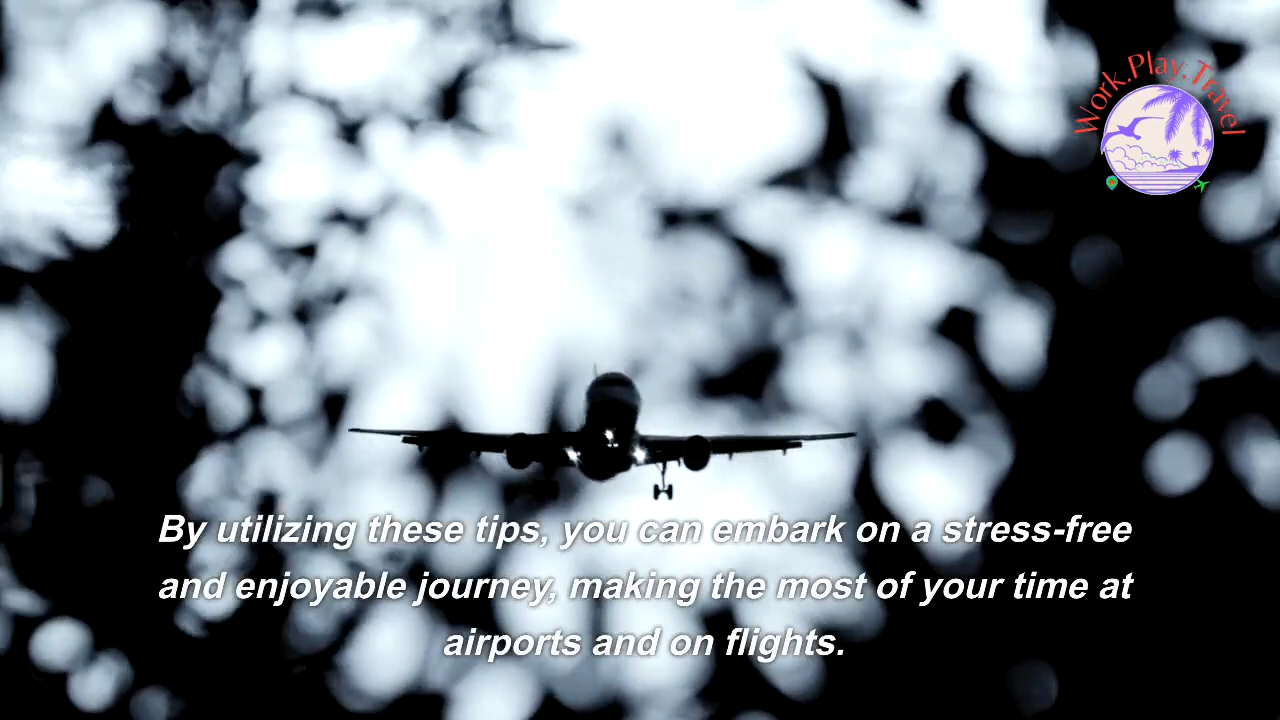 Work.Play.Travel
By utilizing these tips, you can embark on a stress-free
and enjoyable journey, making the most of your time at
airports and on flights.